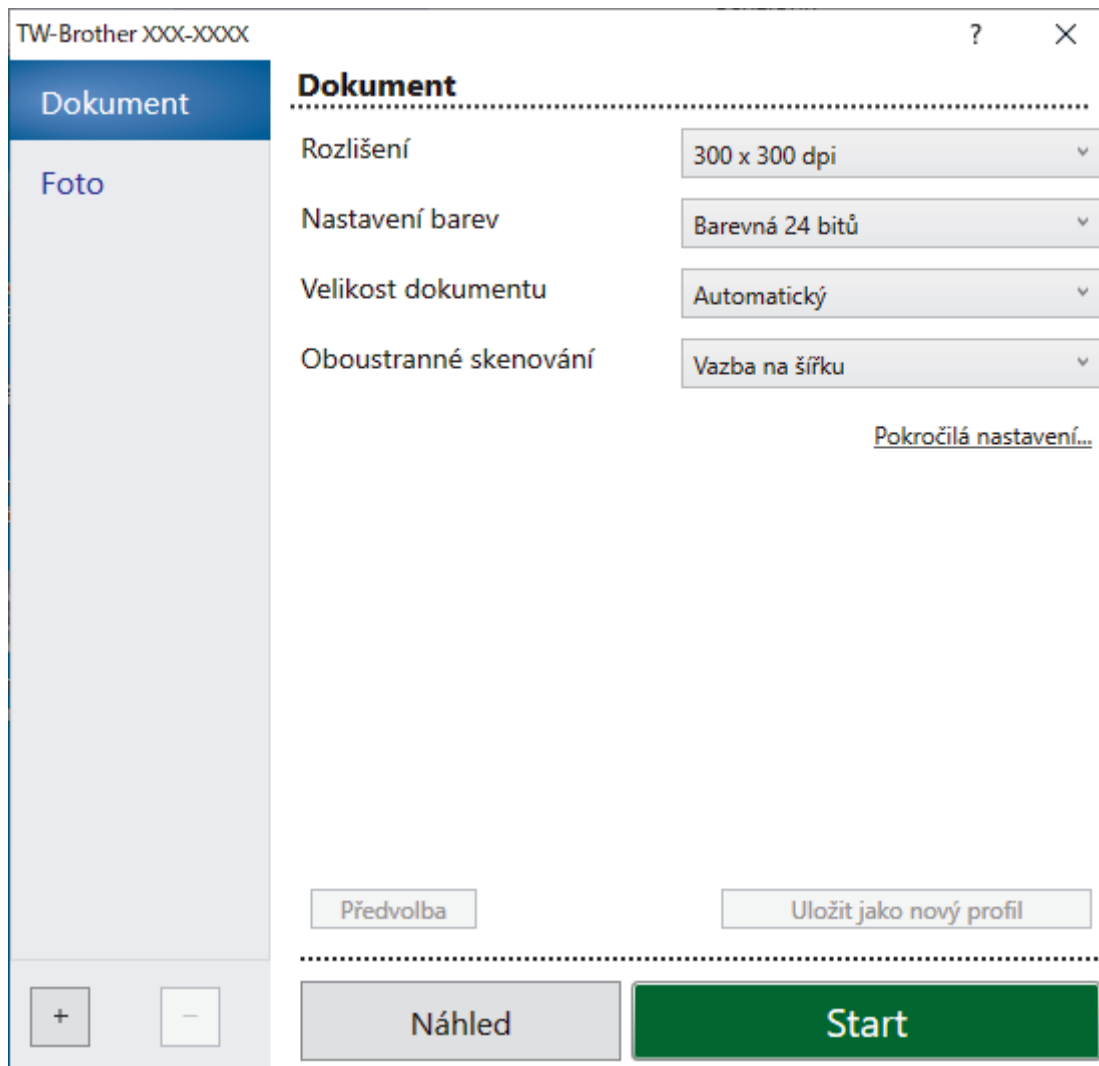 TW-Brother XXX-XXXX
?
Dokument
Foto
Dokument
Rozlišení
300 x 300 dpi
Nastavení barev
Barevná 24 bitů
Velikost dokumentu
Automatický
Oboustranné skenování
Vazba na šířku
Pokročilá nastavení...
Předvolba
Uložit jako nový profil
+
−
Náhled
Start